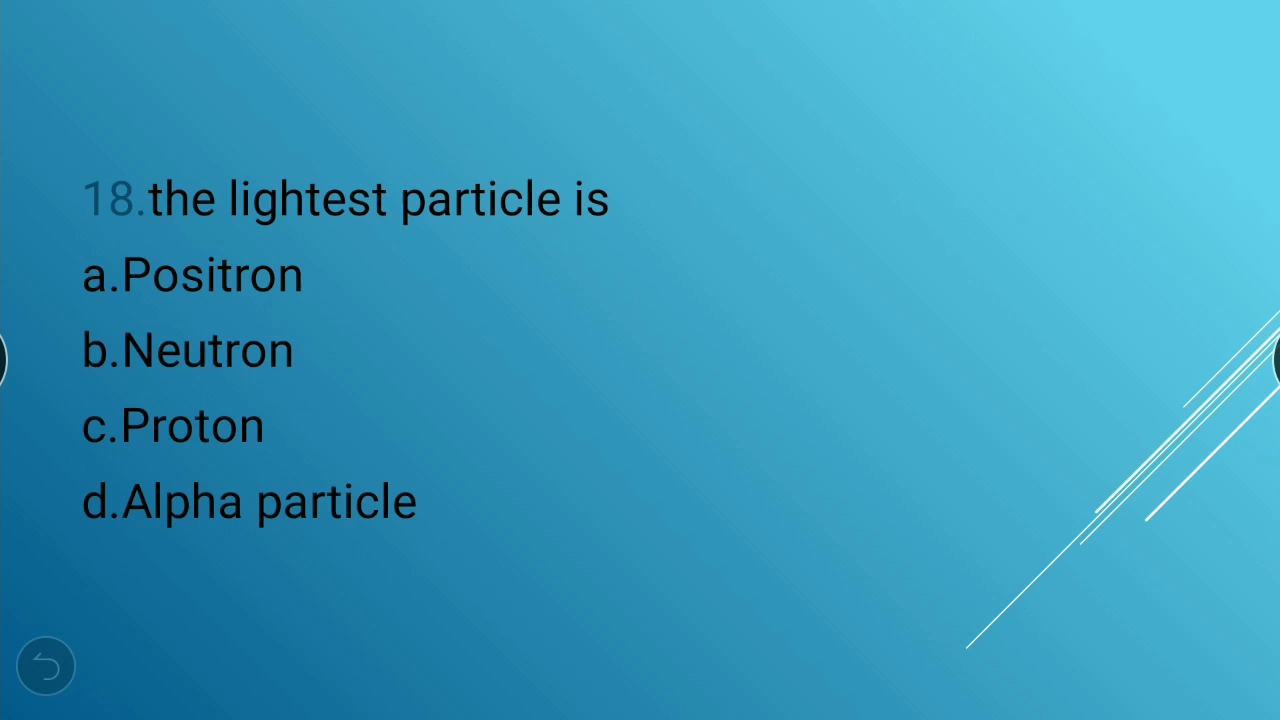 18.the lightest particle is
a.Positron
b.Neutron
c.Proton
d.Alpha particle